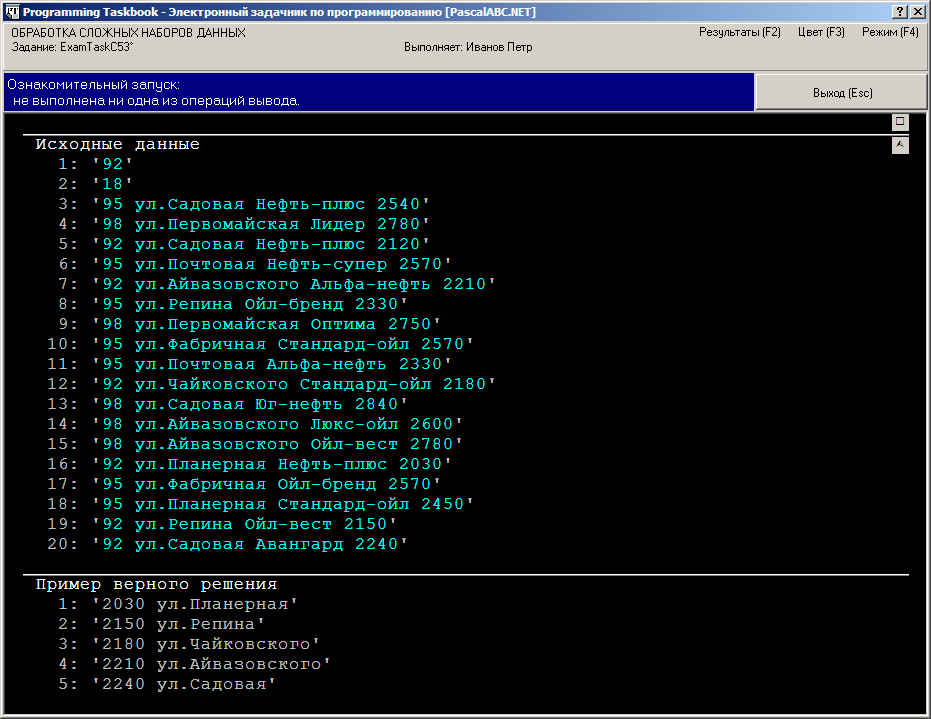 Programming Taskbook - Электронный задачник по программированию [PascalABC.NET]
ОБРАБОТКА СЛОЖНЫХ НАБОРОВ ДАННЫХ
Результаты (F2) Цвет (F3) Режим (F4)
Задание: ExamTaskC53° Выполняет: Иванов Петр
Ознакомительный запуск:
не выполнена ни одна из операций вывода.
Выход (Esc)
Исходные данные
1: '92'
2: '18'
3: '95 ул.Садовая Нефть-плюс 2540'
4: '98 ул.Первомайская Лидер 2780'
5: '92 ул.Садовая Нефть-плюс 2120'
6: '95 ул.Почтовая Нефть-супер 2570'
7: '92 ул.Айвазовского Альфа-нефть 2210'
8: '95 ул.Репина Ойл-бренд 2330'
9: '98 ул.Первомайская Оптима 2750'
10: '95 ул.Фабричная Стандард-ойл 2570'
11: '95 ул.Почтовая Альфа-нефть 2330'
12: '92 ул.Чайковского Стандард-ойл 2180'
13: '98 ул.Садовая Юг-нефть 2840'
14: '98 ул.Айвазовского Люкс-ойл 2600'
15: '98 ул.Айвазовского Ойл-вест 2780'
16: '92 ул.Планерная Нефть-плюс 2030'
17: '95 ул.Фабричная Ойл-бренд 2570'
18: '95 ул.Планерная Стандард-ойл 2450'
19: '92 ул.Репина Ойл-вест 2150'
20: '92 ул.Садовая Авангард 2240'
Пример верного решения
1: '2030 ул.Планерная'
2: '2150 ул.Репина'
3: '2180 ул.Чайковского'
4: '2210 ул.Айвазовского'
5: '2240 ул.Садовая'